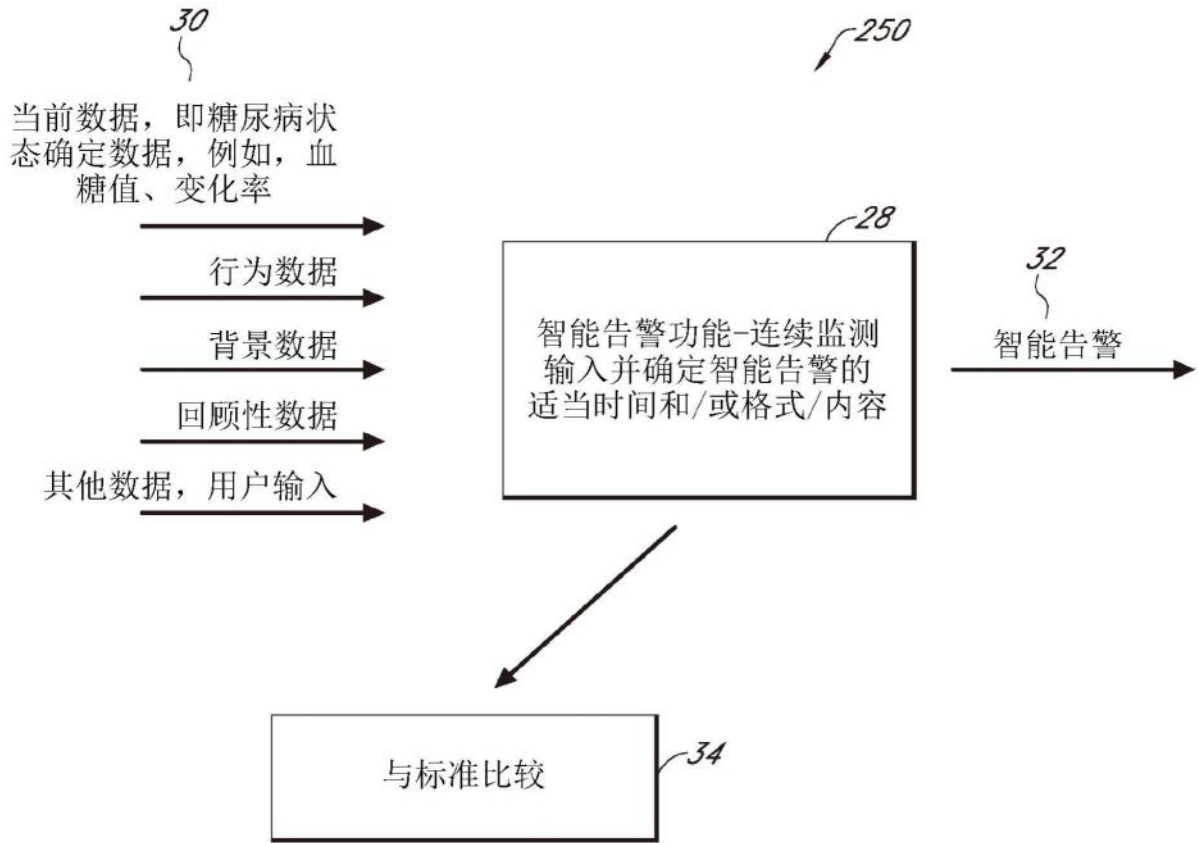 30
250
当前数据，即糖尿病状
态确定数据，例如，血
糖值、变化率
行为数据
背景数据
回顾性数据
其他数据，用户输入
28
智能告警功能-连续监测
输入并确定智能告警的
适当时间和/或格式/内容
32
智能告警
与标准比较
34